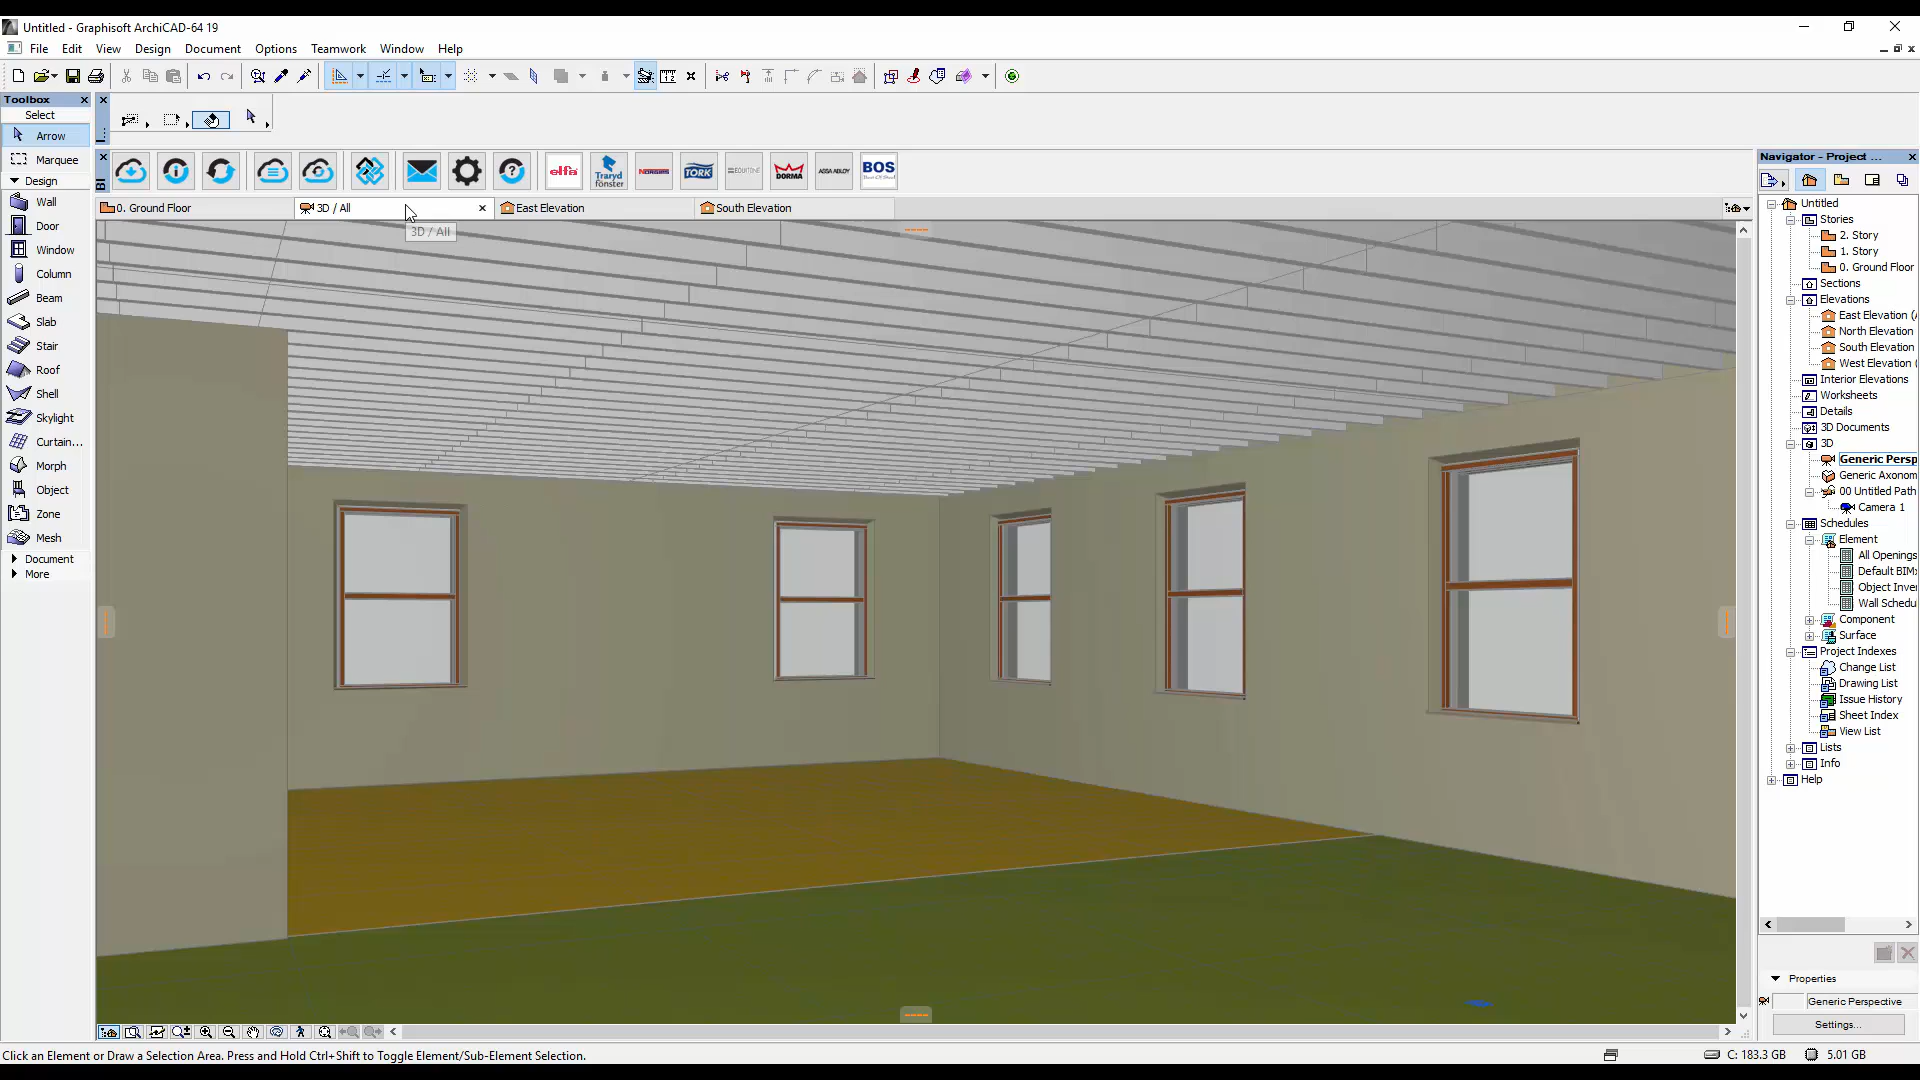 Untitled - Graphisoft ArchiCAD-64 19
File Edit View Design Document Options Teamwork Window Help
Toolbox
Select
Arrow
Marquee
Design
Wall
Door
Window
Column
Beam
Slab
Stair
Roof
Shell
Skylight
Curtain...
Morph
Object
Zone
Mesh
Document
More
BI
elfa
Traryd fönster
NORGIPS
TORK
EQUITONE
DORMA
ASSA ABLOY
BOS
0. Ground Floor
3D / All
East Elevation
South Elevation
3D / All
Navigator - Project ...
Untitled
Stories
2. Story
1. Story
0. Ground Floor
Sections
Elevations
East Elevation (A
North Elevation
South Elevation
West Elevation (
Interior Elevations
Worksheets
Details
3D Documents
3D
Generic Persp
Generic Axonom
00 Untitled Path
Camera 1
Schedules
Element
All Openings
Default BIMx
Object Inve
Wall Schedu
Component
Surface
Project Indexes
Change List
Drawing List
Issue History
Sheet Index
View List
Lists
Info
Help
Properties
Generic Perspective
Settings...
Click an Element or Draw a Selection Area. Press and Hold Ctrl+Shift to Toggle Element/Sub-Element Selection.
C: 183.3 GB
5.01 GB